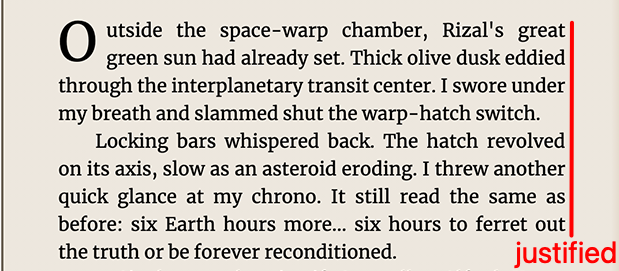 Outside the space-warp chamber, Rizal's great
green sun had already set. Thick olive dusk eddied
through the interplanetary transit center. I swore under
my breath and slammed shut the warp-hatch switch.
Locking bars whispered back. The hatch revolved
on its axis, slow as an asteroid eroding. I threw another
quick glance at my chrono. It still read the same as
before: six Earth hours more... six hours to ferret out
the truth or be forever reconditioned.
justified